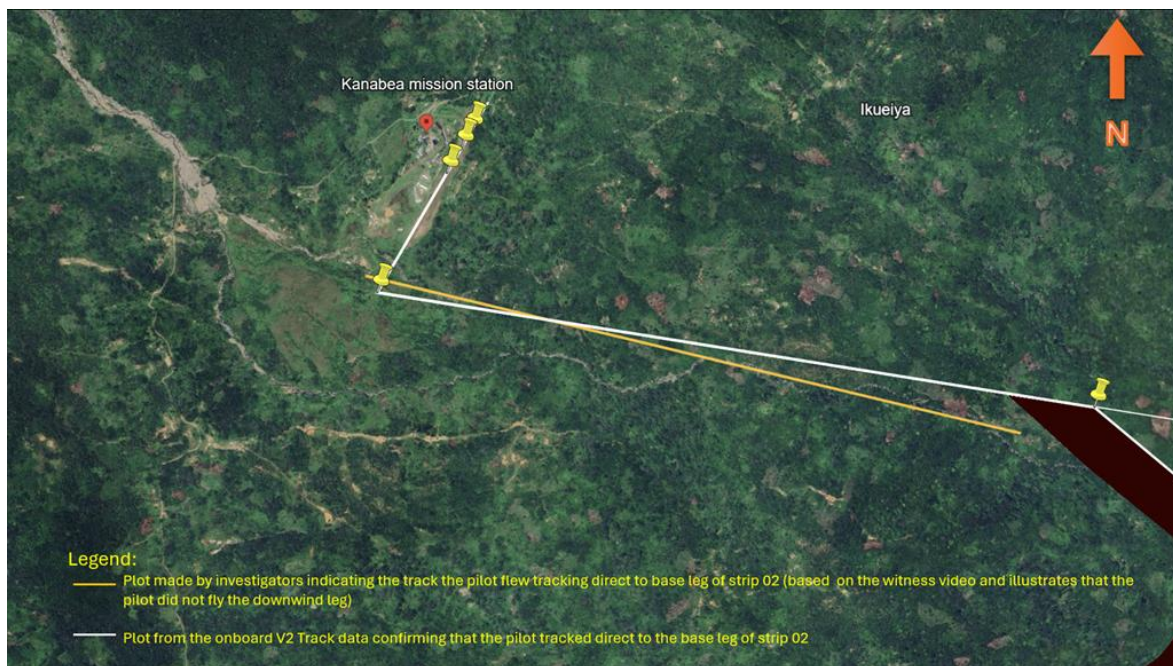 Kanabea mission station
Ikueiya
N
Legend:
Plot made by investigators indicating the track the pilot flew tracking direct to base leg of strip 02 (based on the witness video and illustrates that the
pilot did not fly the downwind leg)
Plot from the onboard V2 Track data confirming that the pilot tracked direct to the base leg of strip 02